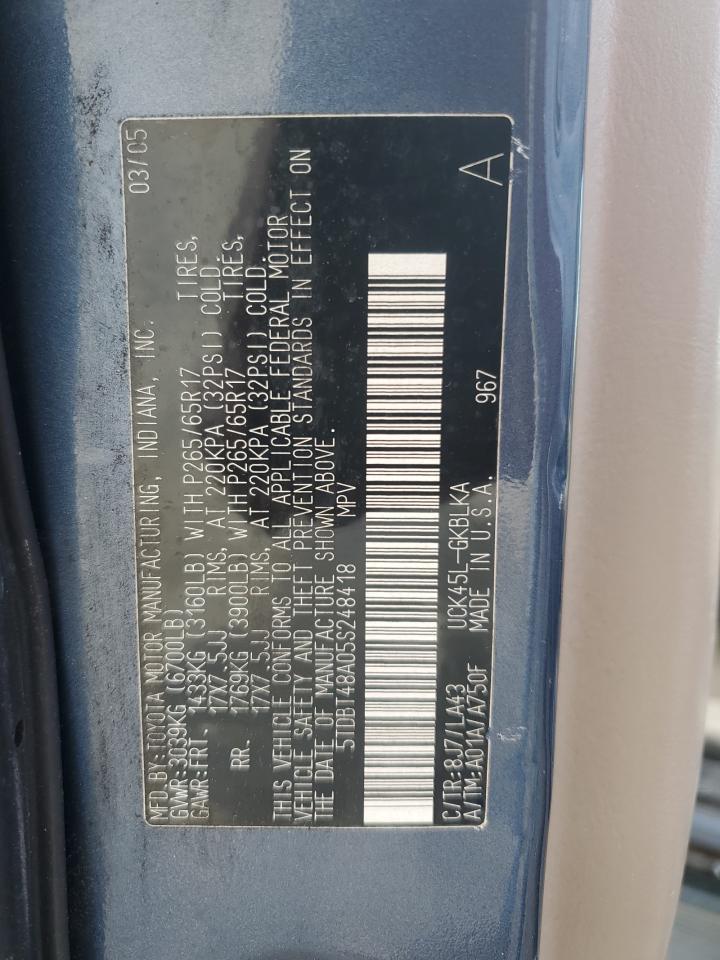 MFD.BY:TOYOTA MOTOR MANUFACTURING, INDIANA, INC. 03/05
GVWR:3039KG (6700LB)
GAWR:FRT- 1433KG (3160LB) WITH P265/65R17 TIRES,
17X7.5JJ RIMS, AT 220KPA (32PSI) COLD.
RR. 1769KG (3900LB) WITH P265/65R17 TIRES,
17X7.5JJ RIMS, AT 220KPA (32PSI) COLD.
THIS VEHICLE CONFORMS TO ALL APPLICABLE FEDERAL MOTOR
VEHICLE SAFETY AND THEFT PREVENTION STANDARDS IN EFFECT ON
THE DATE OF MANUFACTURE SHOWN ABOVE.
5TDBT48A05S248418 MPV
C/TR:8J7/LA43 UCK45L-GKBLKA
A/TM:A01A/A750F MADE IN U.S.A. 967 A